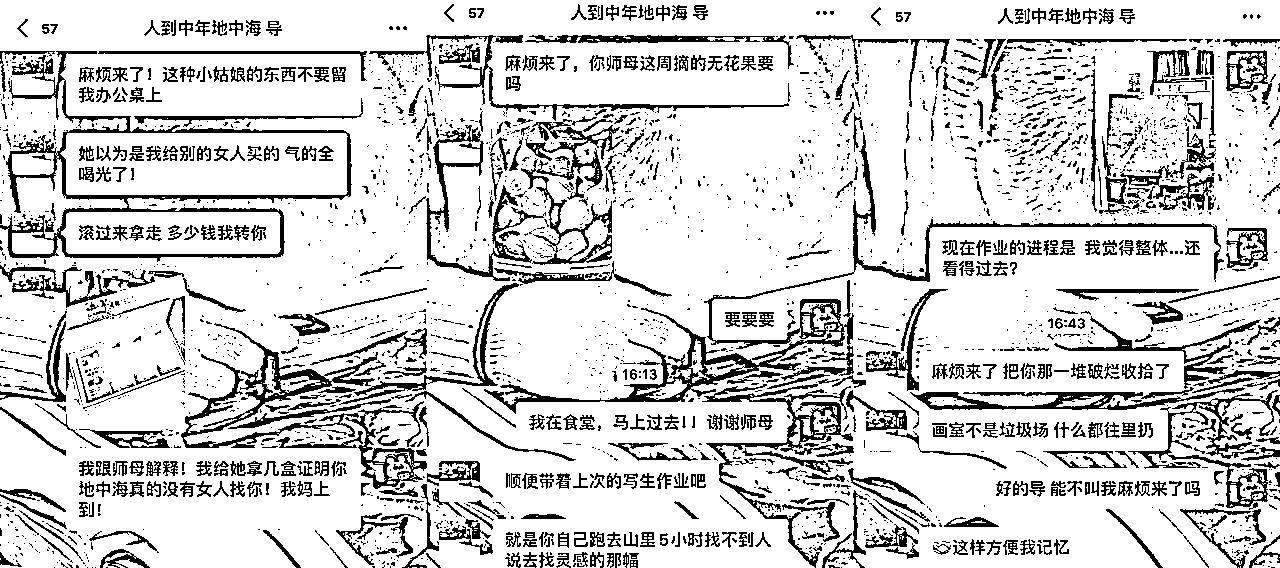 57
人到中年地中海 导
麻烦来了！这种小姑娘的东西不要留
我办公桌上
她以为是我给别的女人买的 气的全
喝光了！
滚过来拿走 多少钱我转你
我跟师母解释！我给她拿几盒证明你
地中海真的没有女人找你！我妈上
到！
57
人到中年地中海 导
麻烦来了，你师母这周摘的无花果要
吗
要要要
16:13
我在食堂，马上过去！！谢谢师母
顺便带着上次的写生作业吧
就是你自己跑去山里5小时找不到人
说去找灵感的那幅
57
人到中年地中海 导
现在作业的进程是 我觉得整体...还
看得过去？
16:43
麻烦来了 把你那一堆破烂收拾了
画室不是垃圾场 什么都往里扔
好的导 能不叫我麻烦来了吗
这样方便我记忆